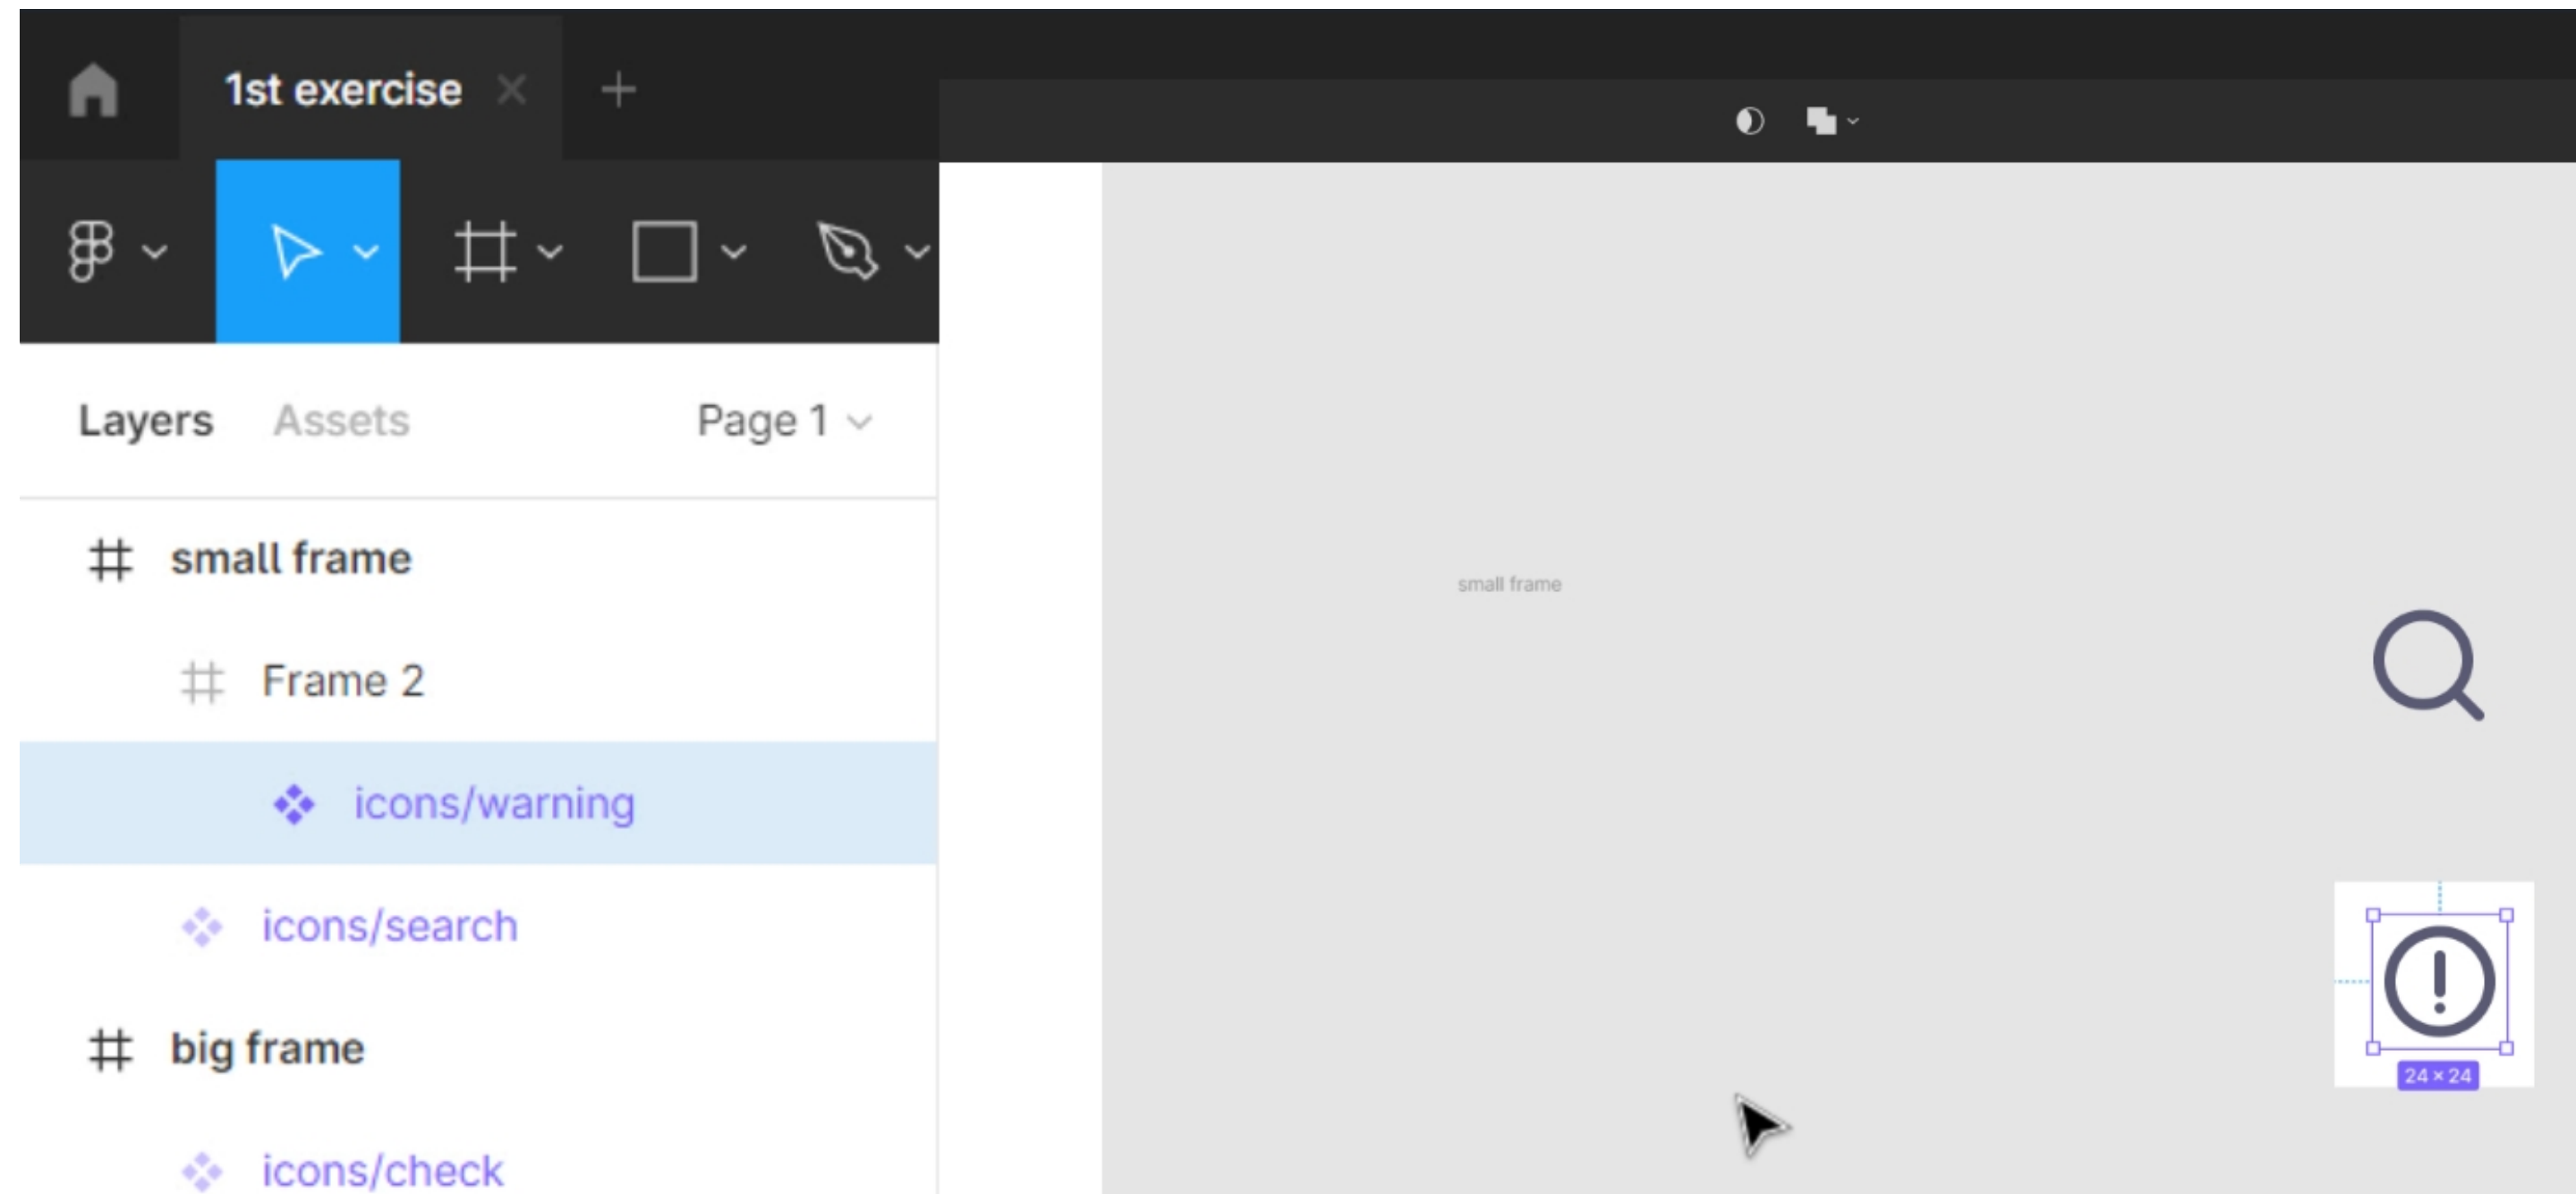 1st exercise
Layers Assets Page 1
small frame
Frame 2
icons/warning
icons/search
big frame
icons/check
small frame
24 × 24